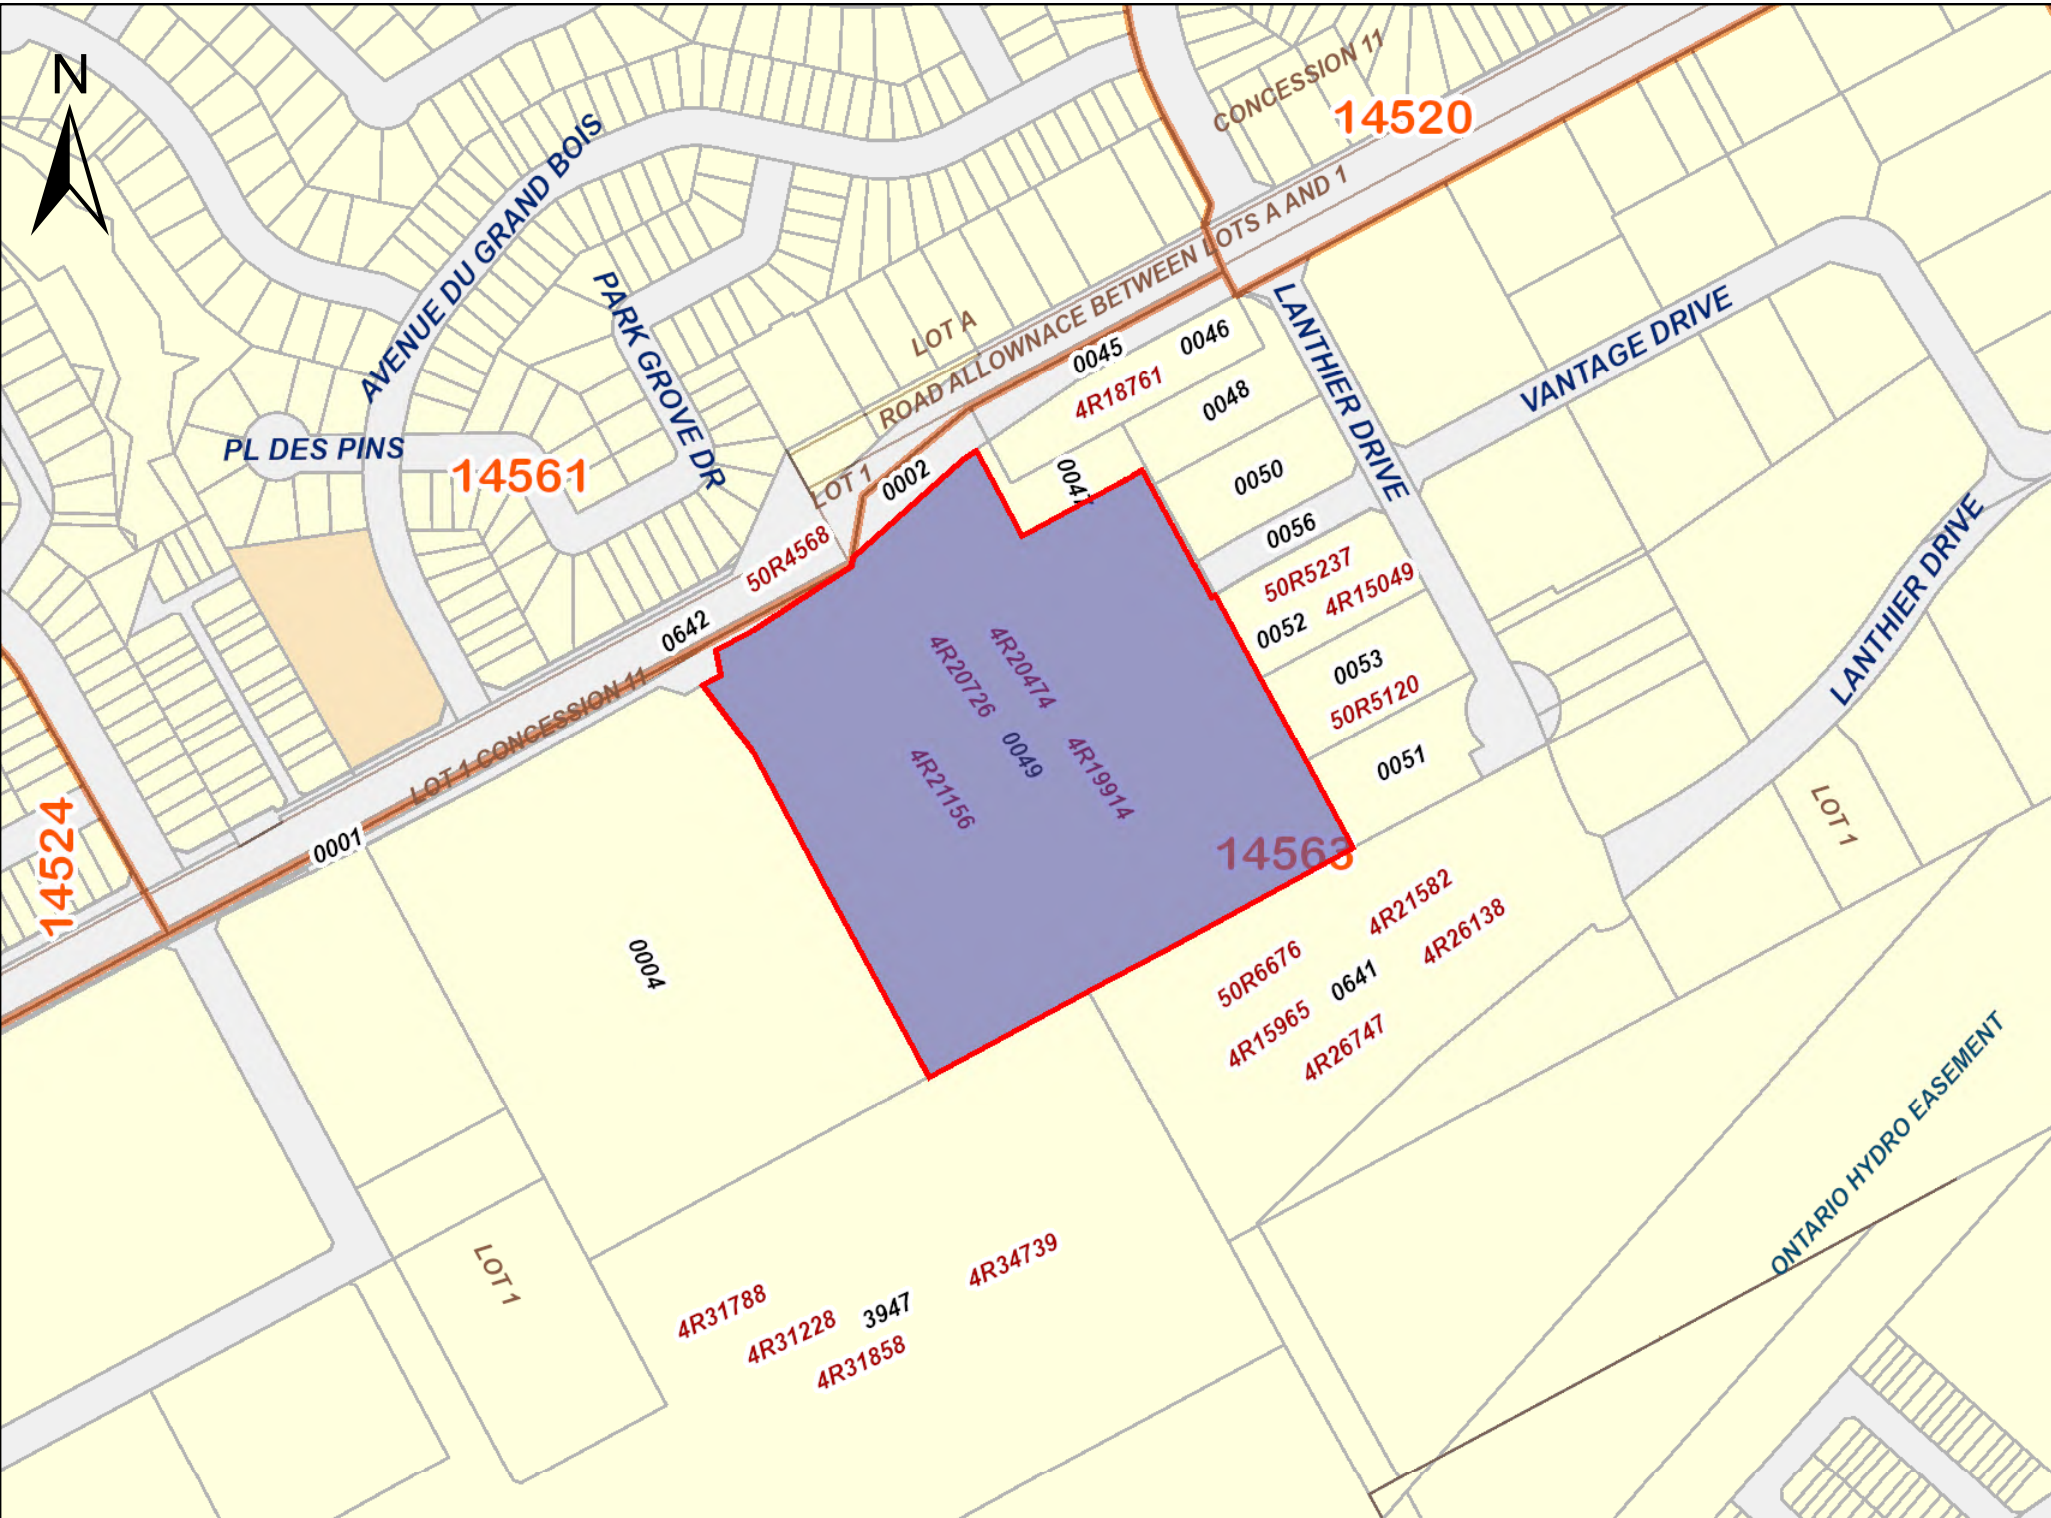 N
CONCESSION 11
14520
AVENUE DU GRAND BOIS
ROAD ALLOWNACE BETWEEN LOTS A AND 1
PARK GROVE DR
LOT A
LANTHIER DRIVE
VANTAGE DRIVE
0046
0045
4R18761
0048
PL DES PINS
14561
LOT 1
0002
0047
0050
0056
50R4568
50R5237
4R15049
0052
0053
50R5120
0051
LANTHIER DRIVE
0642
4R20726
4R20474
0049
4R19914
4R21156
LOT 1 CONCESSION 11
14524
0001
14563
LOT 1
4R21582
4R26138
50R6676
0641
4R15965
4R26747
0004
ONTARIO HYDRO EASEMENT
LOT 1
4R34739
4R31788
3947
4R31228
4R31858